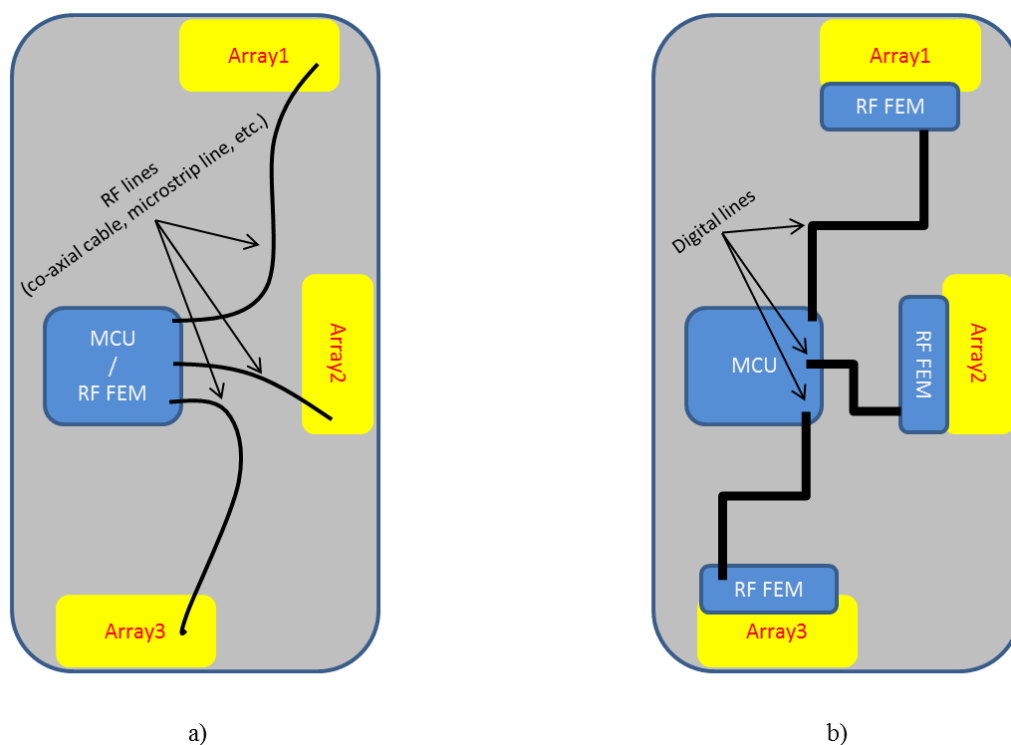 Array1
RF lines
(co-axial cable, microstrip line, etc.)
MCU
/
RF FEM
Array2
Array3
a)
Array1
RF FEM
Digital lines
MCU
RF FEM
Array2
RF FEM
Array3
b)